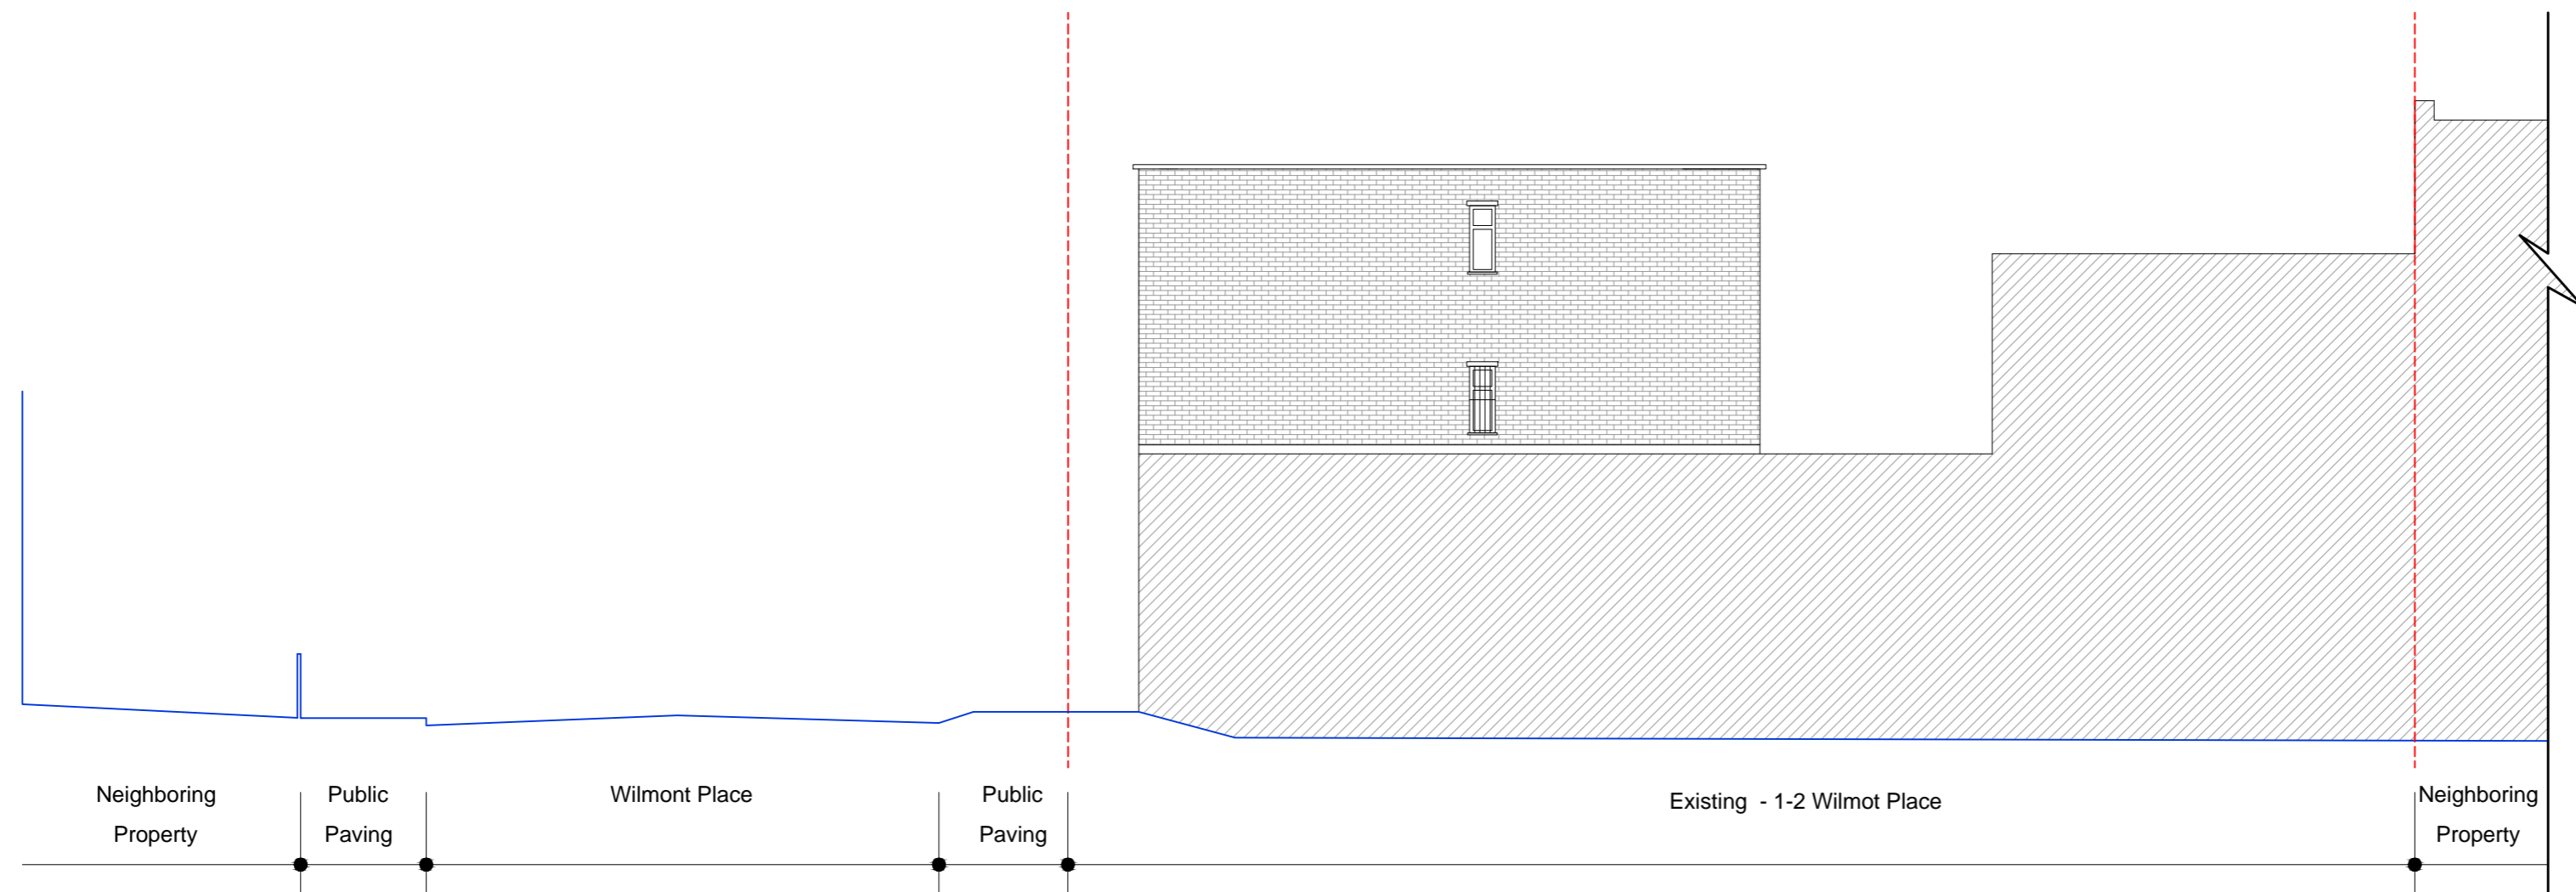 Neighboring
Property
Public
Paving
Wilmont Place
Public
Paving
Existing - 1-2 Wilmot Place
Neighboring
Property